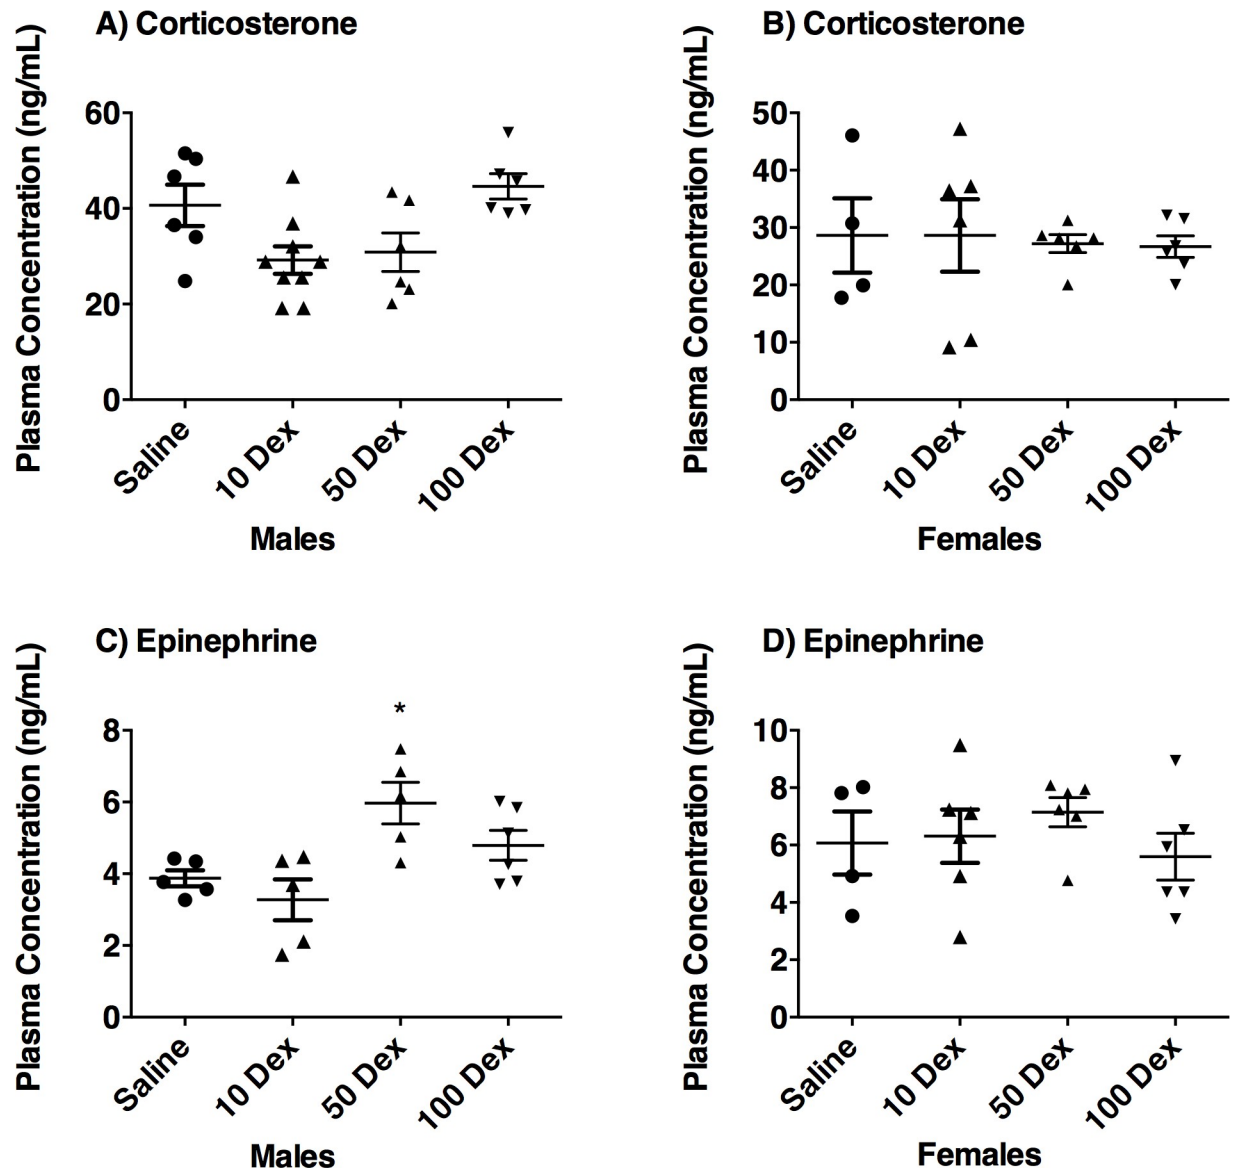 A) Corticosterone
Plasma Concentration (ng/mL)
60
40
20
0
Saline
10 Dex
50 Dex
100 Dex
Males
B) Corticosterone
Plasma Concentration (ng/mL)
50
40
30
20
10
0
Saline
10 Dex
50 Dex
100 Dex
Females
C) Epinephrine
Plasma Concentration (ng/mL)
*
8
6
4
2
0
Saline
10 Dex
50 Dex
100 Dex
Males
D) Epinephrine
Plasma Concentration (ng/mL)
10
8
6
4
2
0
Saline
10 Dex
50 Dex
100 Dex
Females